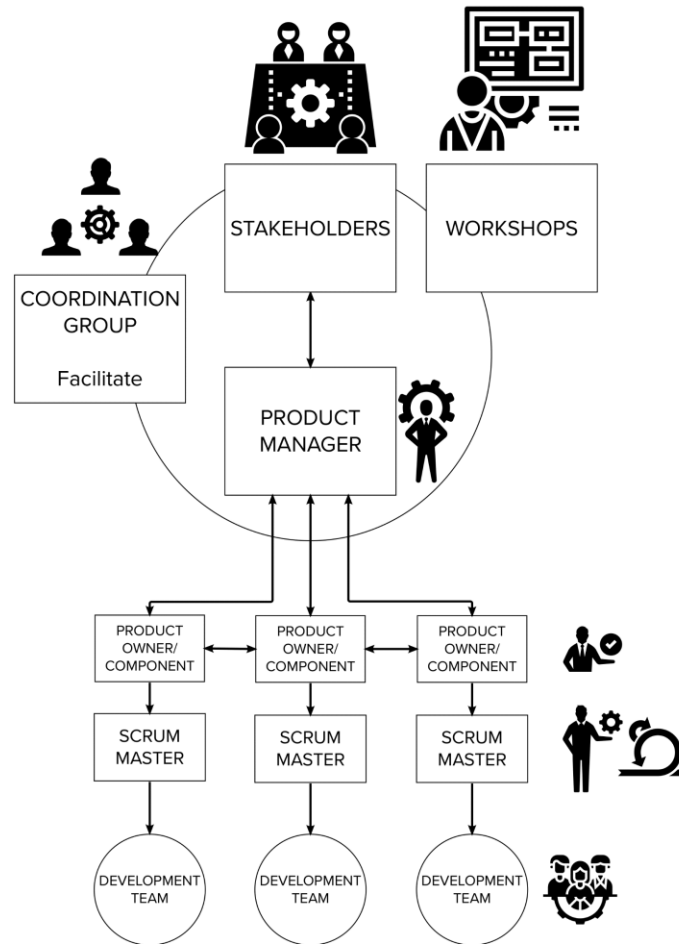 STAKEHOLDERS
WORKSHOPS
COORDINATION
GROUP
Facilitate
PRODUCT
MANAGER
PRODUCT
OWNER/
COMPONENT
PRODUCT
OWNER/
COMPONENT
PRODUCT
OWNER/
COMPONENT
SCRUM
MASTER
SCRUM
MASTER
SCRUM
MASTER
DEVELOPMENT
TEAM
DEVELOPMENT
TEAM
DEVELOPMENT
TEAM